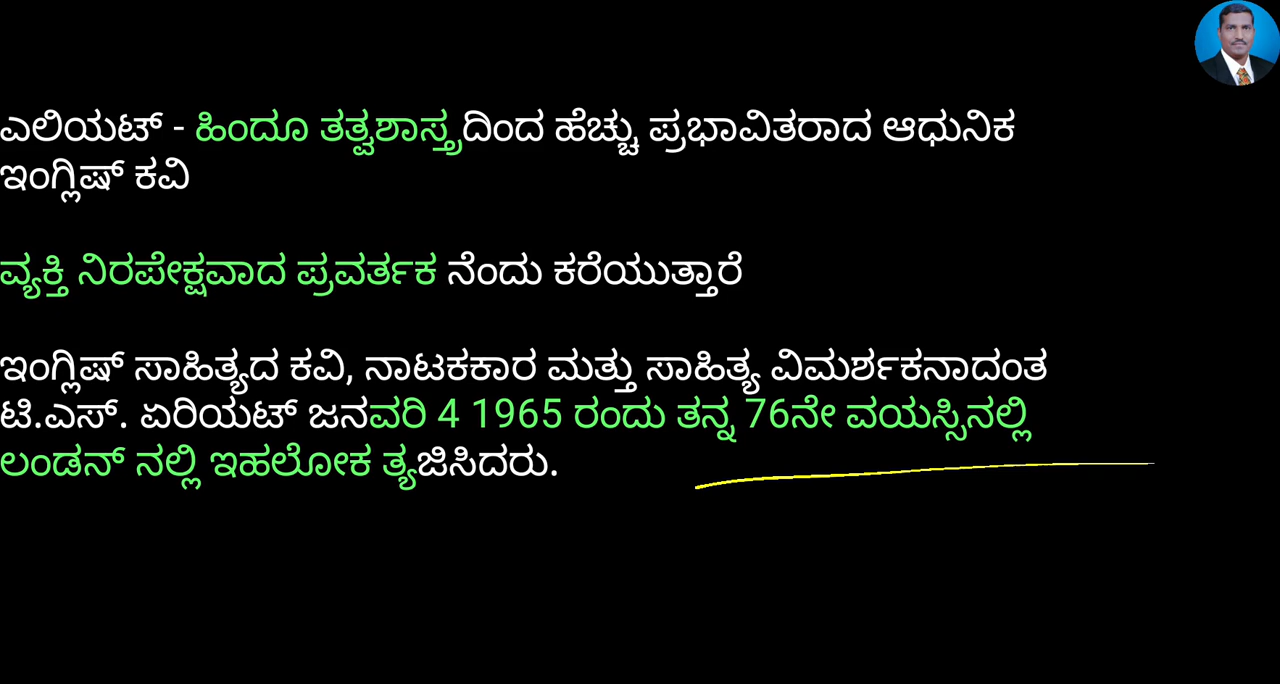 ಎಲಿಯಟ್ - ಹಿಂದೂ ತತ್ವಶಾಸ್ತ್ರದಿಂದ ಹೆಚ್ಚು ಪ್ರಭಾವಿತರಾದ ಆಧುನಿಕ
ಇಂಗ್ಲಿಷ್ ಕವಿ
ವ್ಯಕ್ತಿ ನಿರಪೇಕ್ಷವಾದ ಪ್ರವರ್ತಕ ನೆಂದು ಕರೆಯುತ್ತಾರೆ
ಇಂಗ್ಲಿಷ್ ಸಾಹಿತ್ಯದ ಕವಿ, ನಾಟಕಕಾರ ಮತ್ತು ಸಾಹಿತ್ಯ ವಿಮರ್ಶಕನಾದಂತ
ಟಿ.ಎಸ್. ಏರಿಯಟ್ ಜನವರಿ 4 1965 ರಂದು ತನ್ನ 76ನೇ ವಯಸ್ಸಿನಲ್ಲಿ
ಲಂಡನ್ ನಲ್ಲಿ ಇಹಲೋಕ ತ್ಯಜಿಸಿದರು.